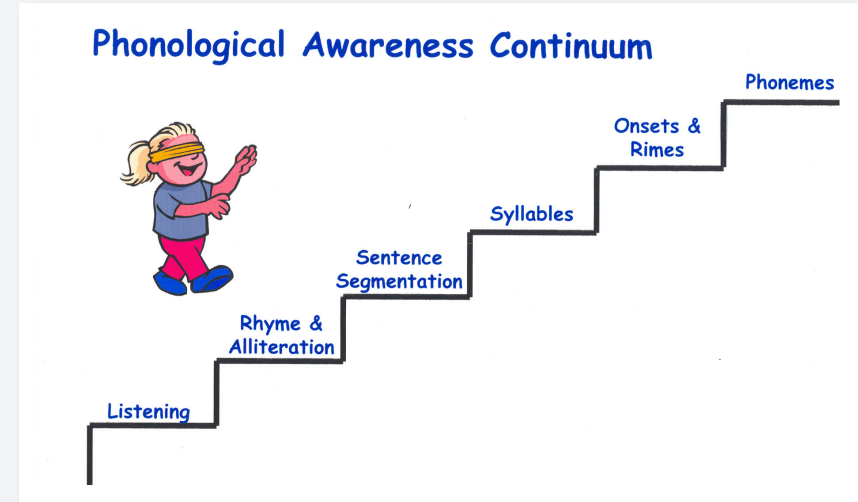 Phonological Awareness Continuum
Phonemes
Onsets &
Rimes
Syllables
Sentence
Segmentation
Rhyme &
Alliteration
Listening